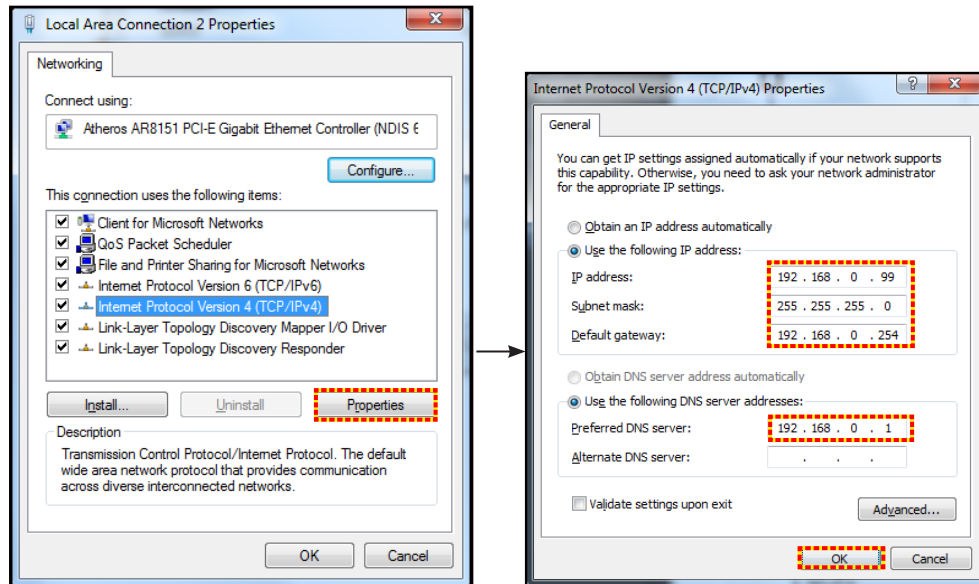 Local Area Connection 2 Properties
Networking
Connect using:
Atheros AR8151 PCI-E Gigabit Ethernet Controller (NDIS 6
Configure...
This connection uses the following items:
Client for Microsoft Networks
QoS Packet Scheduler
File and Printer Sharing for Microsoft Networks
Internet Protocol Version 6 (TCP/IPv6)
Internet Protocol Version 4 (TCP/IPv4)
Link-Layer Topology Discovery Mapper I/O Driver
Link-Layer Topology Discovery Responder
Install...
Uninstall
Properties
Description
Transmission Control Protocol/Internet Protocol. The default
wide area network protocol that provides communication
across diverse interconnected networks.
OK
Cancel
Internet Protocol Version 4 (TCP/IPv4) Properties
General
You can get IP settings assigned automatically if your network supports
this capability. Otherwise, you need to ask your network administrator
for the appropriate IP settings.
Obtain an IP address automatically
Use the following IP address:
IP address: 192 . 168 . 0 . 99
Subnet mask: 255 . 255 . 255 . 0
Default gateway: 192 . 168 . 0 . 254
Obtain DNS server address automatically
Use the following DNS server addresses:
Preferred DNS server: 192 . 168 . 0 . 1
Alternate DNS server: . . .
Validate settings upon exit
Advanced...
OK
Cancel